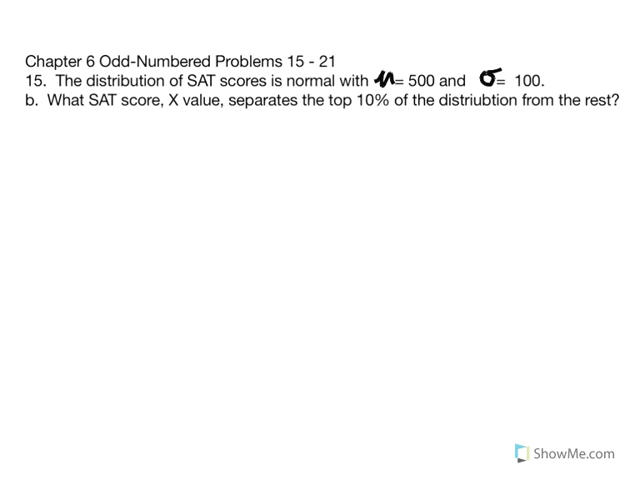 Chapter 6 Odd-Numbered Problems 15 - 21
15. The distribution of SAT scores is normal with μ= 500 and σ= 100.
b. What SAT score, X value, separates the top 10% of the distriubtion from the rest?
ShowMe.com